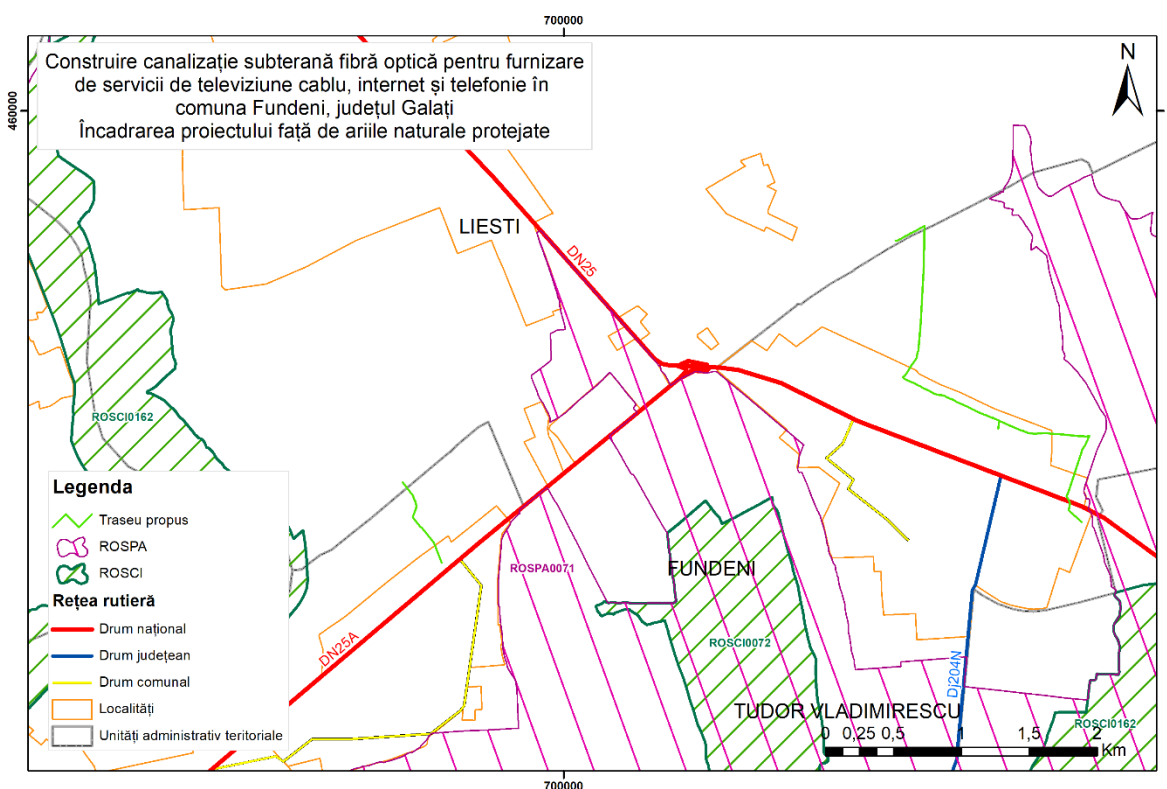 700000
Construire canalizație subterană fibră optică pentru furnizare
de servicii de televiziune cablu, internet și telefonie în
comuna Fundeni, județul Galați
Încadrarea proiectului față de ariile naturale protejate
N
460000
460000
LIESTI
DN25
ROSCI0162
Legenda
Traseu propus
ROSPA
ROSCI
Rețea rutieră
Drum național
Drum județean
Drum comunal
Localități
Unități administrativ teritoriale
ROSPA0071
FUNDENI
DN25A
ROSCI0072
Dj204N
TUDOR VLADIMIRESCU
ROSCI0162
0 0,25 0,5 1 1,5 2
Km
700000